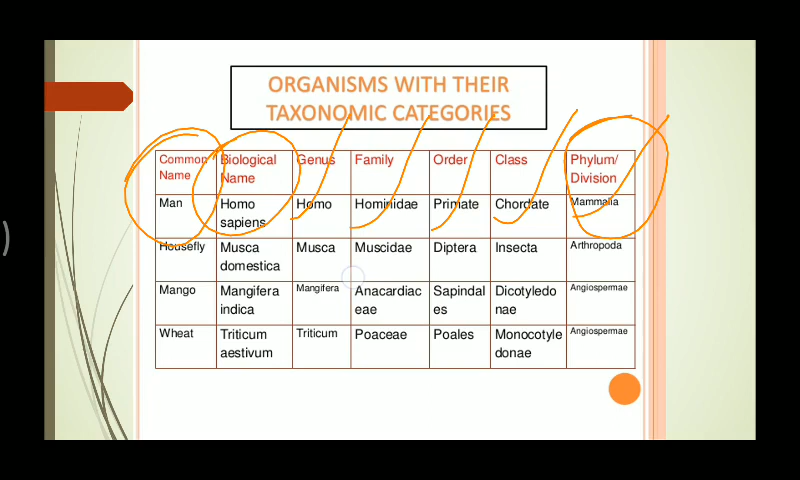 ORGANISMS WITH THEIR
TAXONOMIC CATEGORIES
Common Name Biological Name Genus Family Order Class Phylum/ Division
Man Homo sapiens Homo Hominidae Primate Chordate Mammalia
Housefly Musca domestica Musca Muscidae Diptera Insecta Arthropoda
Mango Mangifera indica Mangifera Anacardiac eae Sapindal es Dicotyledo nae Angiospermae
Wheat Triticum aestivum Triticum Poaceae Poales Monocotyle donae Angiospermae